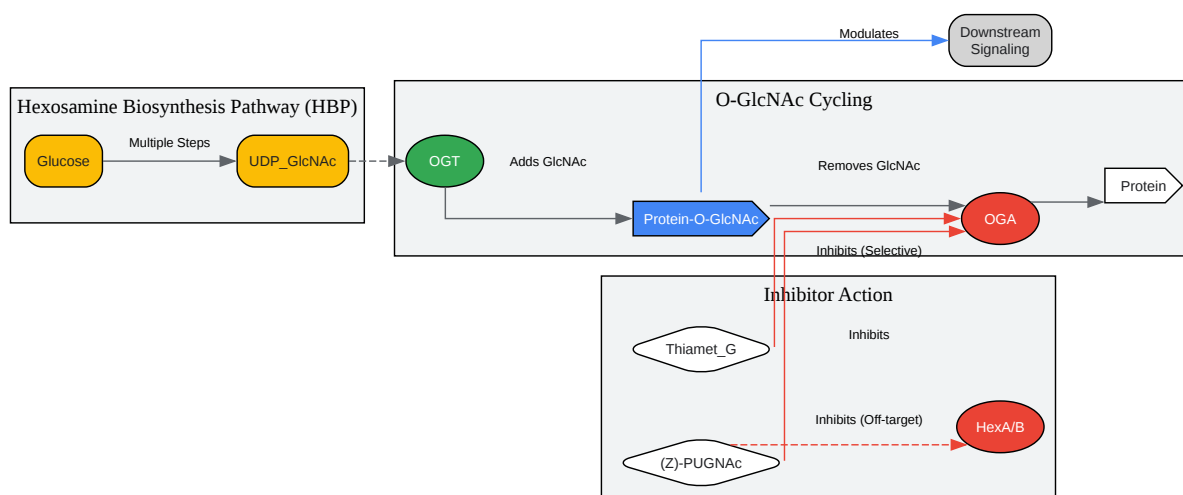 Modulates
Downstream
Signaling
Hexosamine Biosynthesis Pathway (HBP)
O-GlcNAc Cycling
Glucose
Multiple Steps
UDP_GlcNAc
OGT
Adds GlcNAc
Removes GlcNAc
Protein
Protein-O-GlcNAc
OGA
Inhibits (Selective)
Inhibitor Action
Thiamet_G
Inhibits
Inhibits (Off-target)
HexA/B
(Z)-PUGNAc